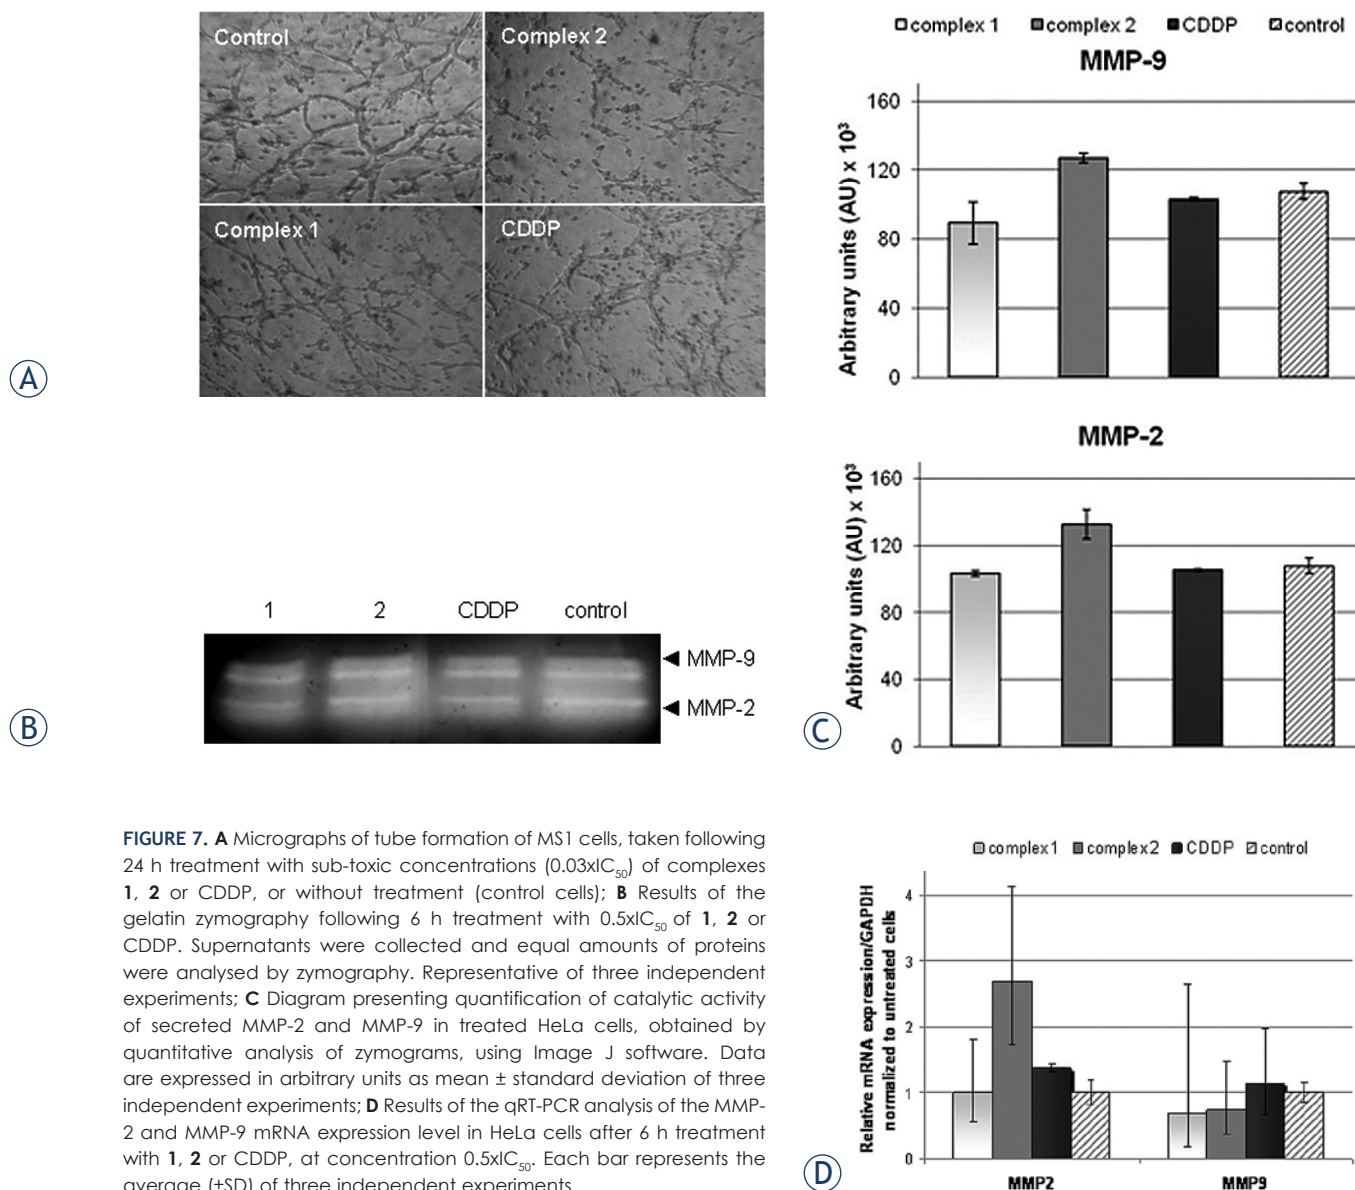 Control
Complex 2
Complex 1
CDDP
A
1 2 CDDP control
MMP-9
MMP-2
B
complex 1 complex 2 CDDP control
MMP-9
Arbitrary units (AU) x 10³
160
120
80
40
0
MMP-2
Arbitrary units (AU) x 10³
160
120
80
40
0
C
FIGURE 7. A Micrographs of tube formation of MS1 cells, taken following
24 h treatment with sub-toxic concentrations (0.03xIC₅₀) of complexes
1, 2 or CDDP, or without treatment (control cells); B Results of the
gelatin zymography following 6 h treatment with 0.5xIC₅₀ of 1, 2 or
CDDP. Supernatants were collected and equal amounts of proteins
were analysed by zymography. Representative of three independent
experiments; C Diagram presenting quantification of catalytic activity
of secreted MMP-2 and MMP-9 in treated HeLa cells, obtained by
quantitative analysis of zymograms, using Image J software. Data
are expressed in arbitrary units as mean ± standard deviation of three
independent experiments; D Results of the qRT-PCR analysis of the MMP-
2 and MMP-9 mRNA expression level in HeLa cells after 6 h treatment
with 1, 2 or CDDP, at concentration 0.5xIC₅₀. Each bar represents the
average (±SD) of three independent experiments
complex1 complex2 CDDP control
Relative mRNA expression/GAPDH
normalized to untreated cells
4
3
2
1
0
MMP2 MMP9
D